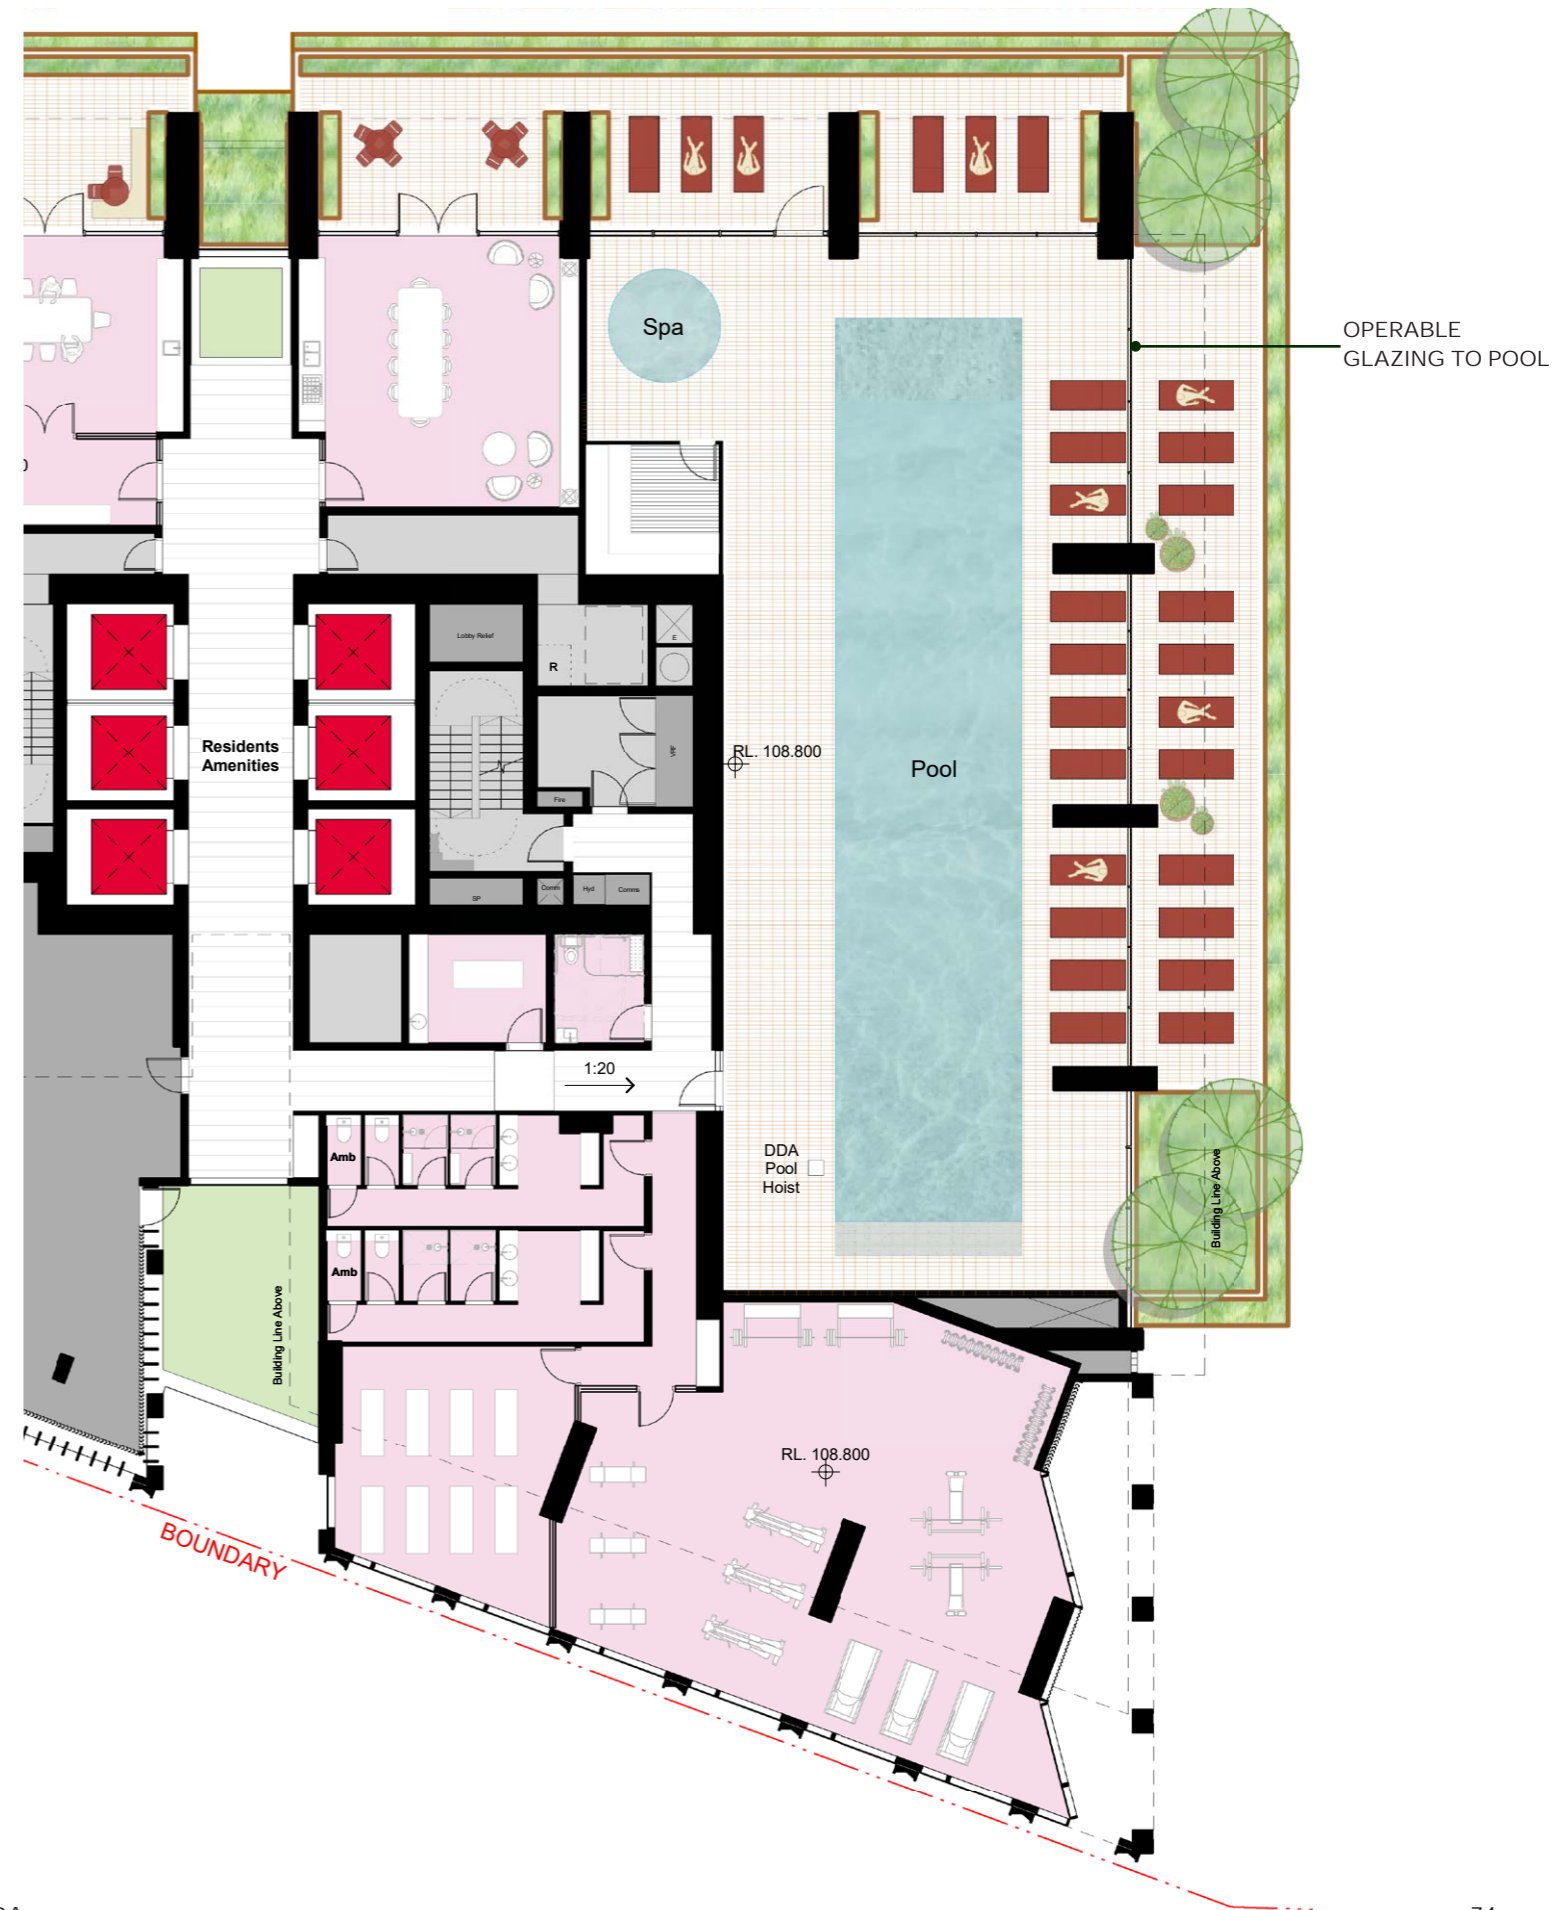 Spa
OPERABLE
GLAZING TO POOL
Lobby Relief
E
R
Residents
Amenities
VRF
RL. 108.800
Pool
Fire
SP
Comm
Hyd
Comms
1:20
DDA
Pool
Hoist
Amb
Building Line Above
Amb
Building Line Above
RL. 108.800
BOUNDARY